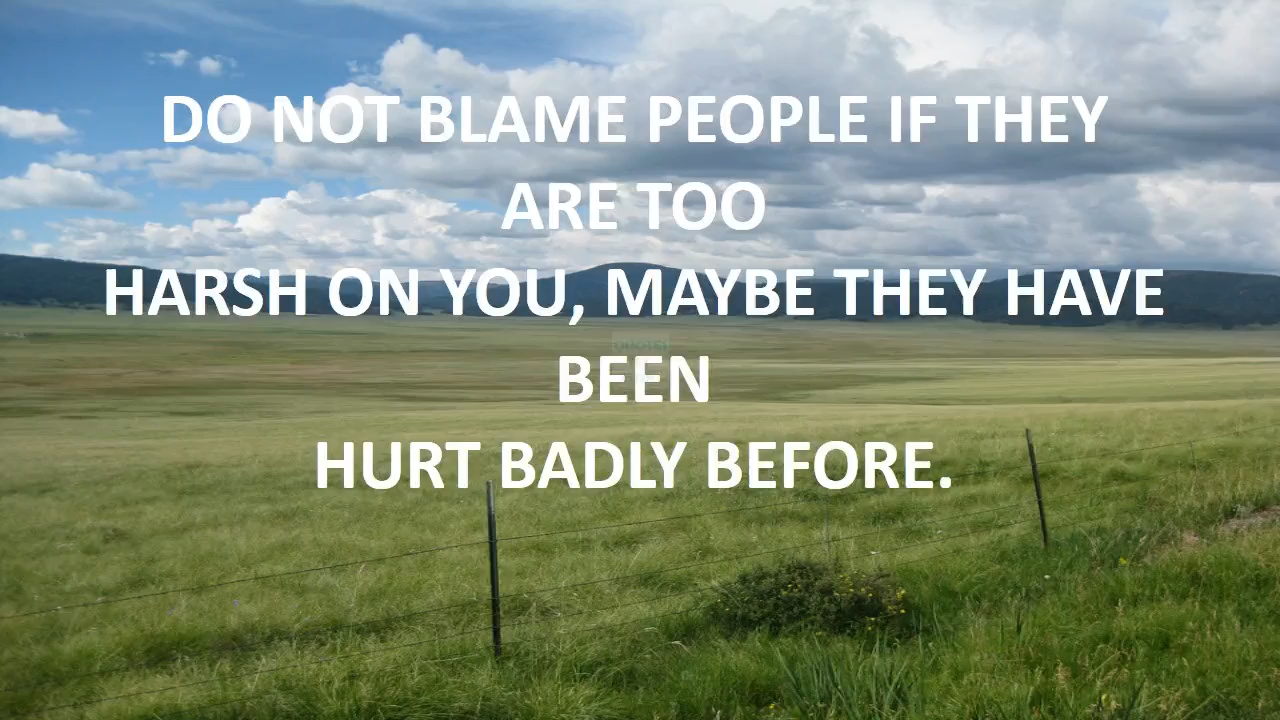 DO NOT BLAME PEOPLE IF THEY
ARE TOO
HARSH ON YOU, MAYBE THEY HAVE
BEEN
HURT BADLY BEFORE.